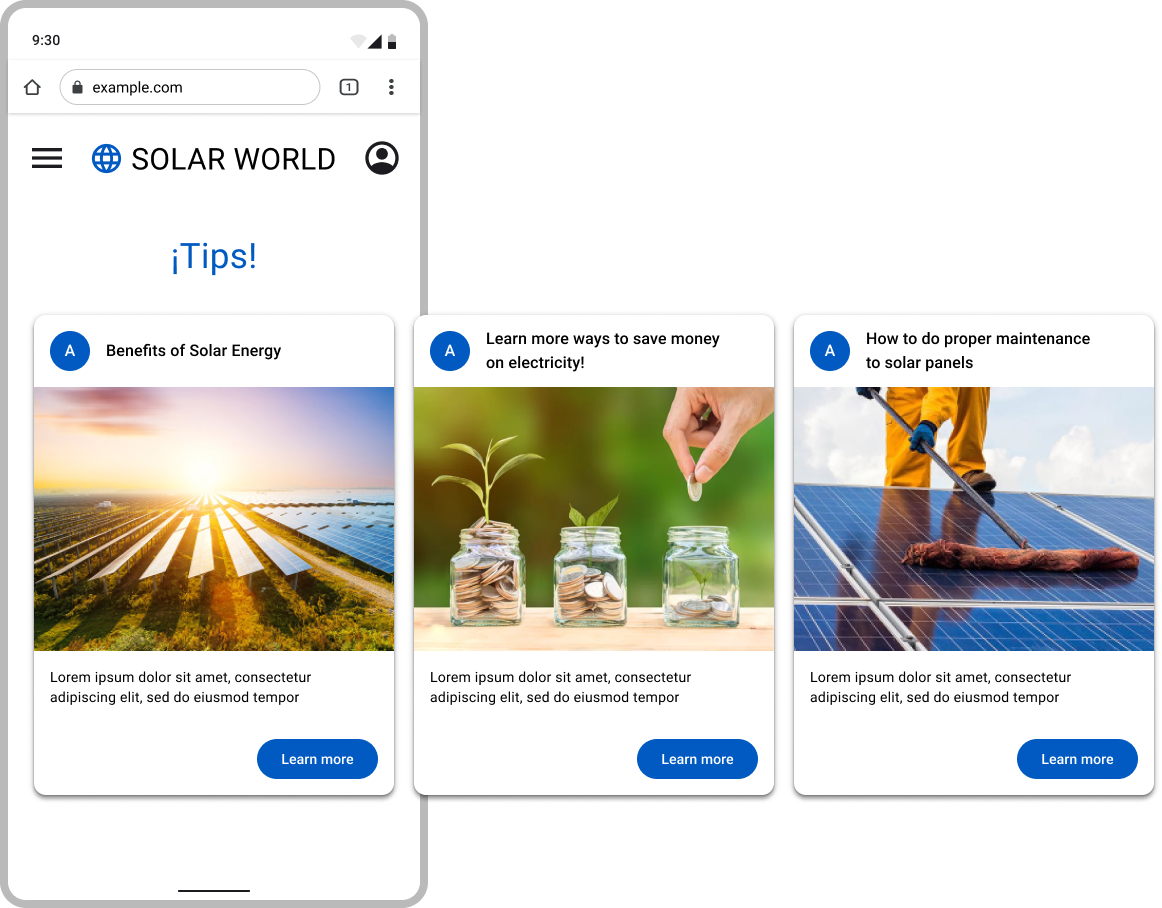 9:30
example.com
1
SOLAR WORLD
¡Tips!
A
Benefits of Solar Energy
Lorem ipsum dolor sit amet, consectetur
adipiscing elit, sed do eiusmod tempor
Learn more
A
Learn more ways to save money
on electricity!
Lorem ipsum dolor sit amet, consectetur
adipiscing elit, sed do eiusmod tempor
Learn more
A
How to do proper maintenance
to solar panels
Lorem ipsum dolor sit amet, consectetur
adipiscing elit, sed do eiusmod tempor
Learn more